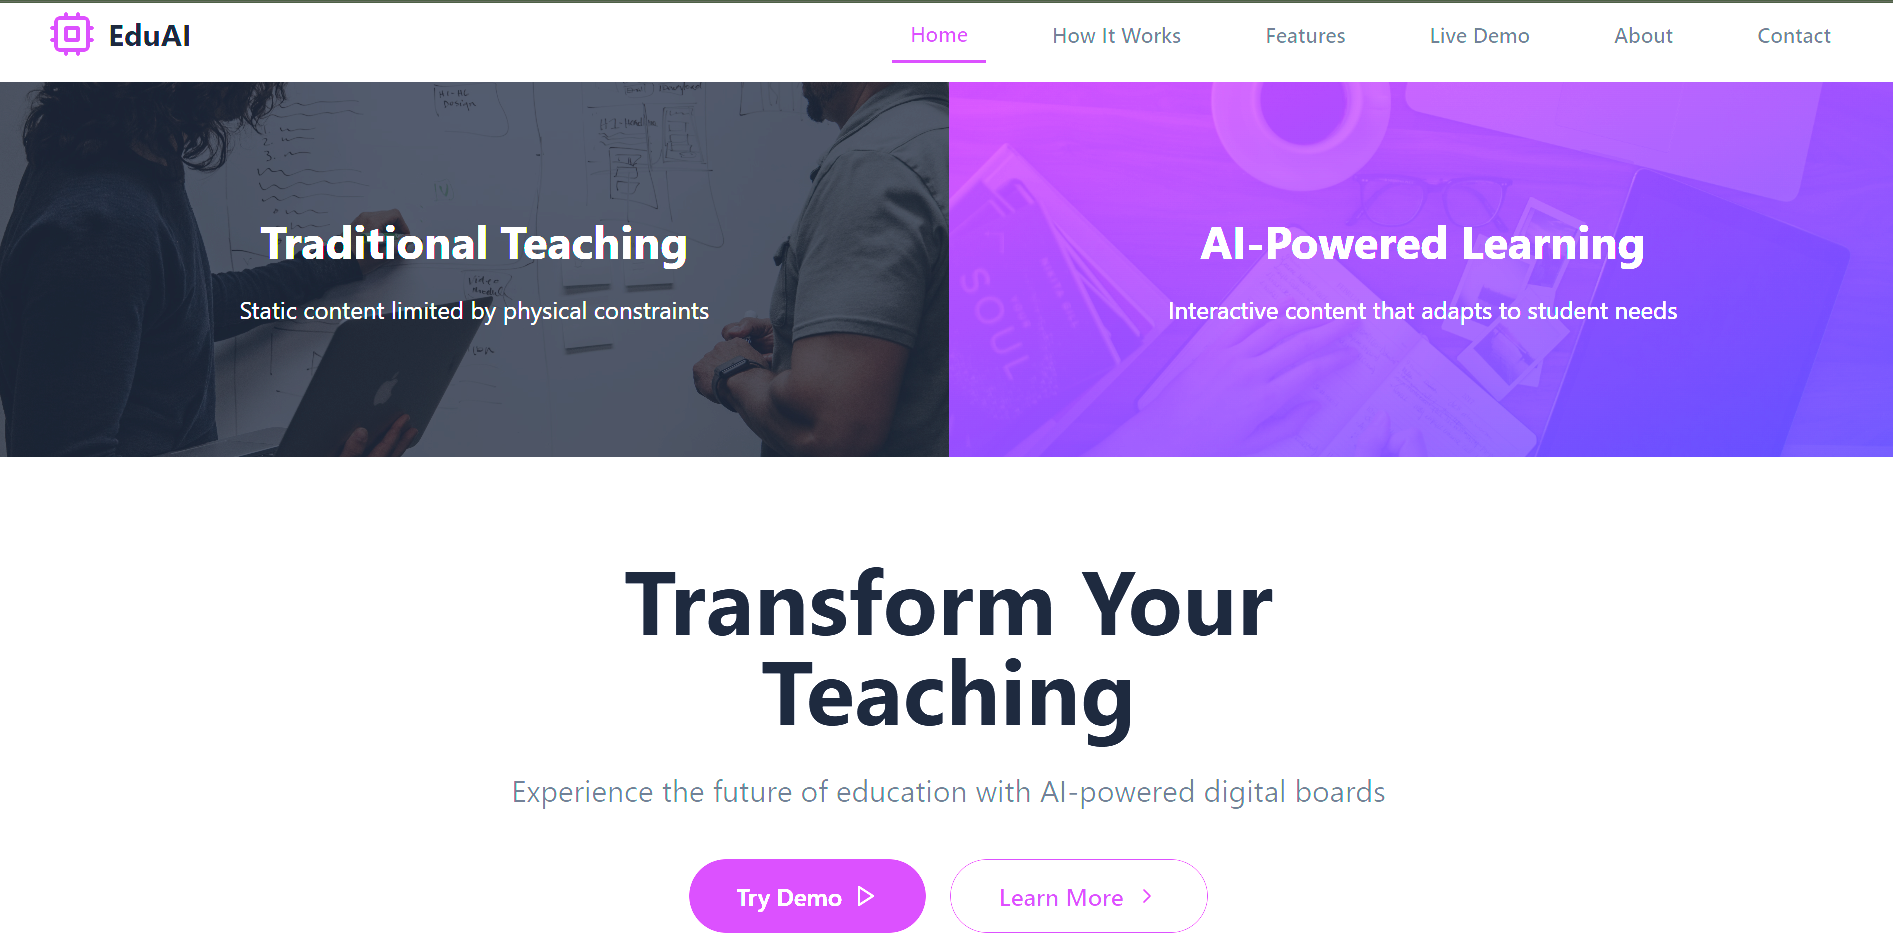 EduAI
Home
How It Works
Features
Live Demo
About
Contact
Traditional Teaching
Static content limited by physical constraints
AI-Powered Learning
Interactive content that adapts to student needs
SOUL
Transform Your
Teaching
Experience the future of education with AI-powered digital boards
Try Demo
Learn More